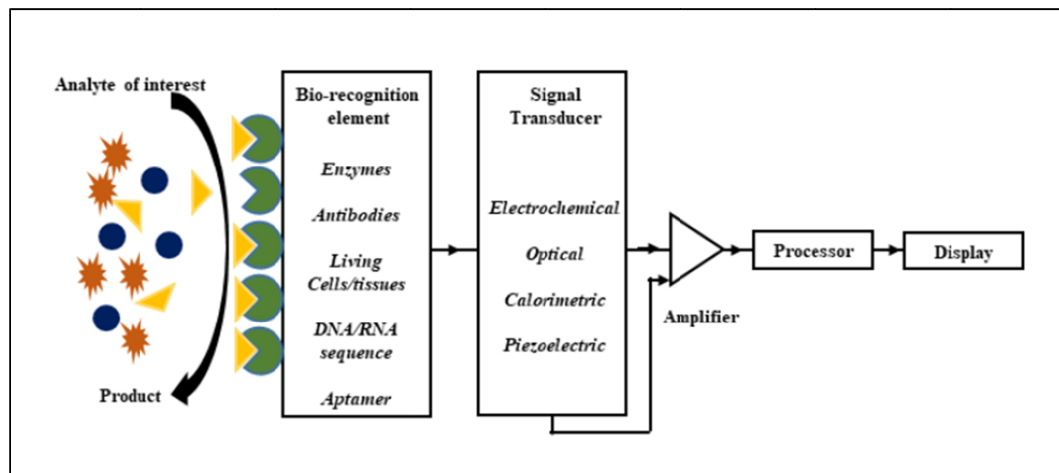 Analyte of interest
Product
Bio-recognition
element
Enzymes
Antibodies
Living
Cells/tissues
DNA/RNA
sequence
Aptamer
Signal
Transducer
Electrochemical
Optical
Calorimetric
Piezoelectric
Amplifier
Processor
Display